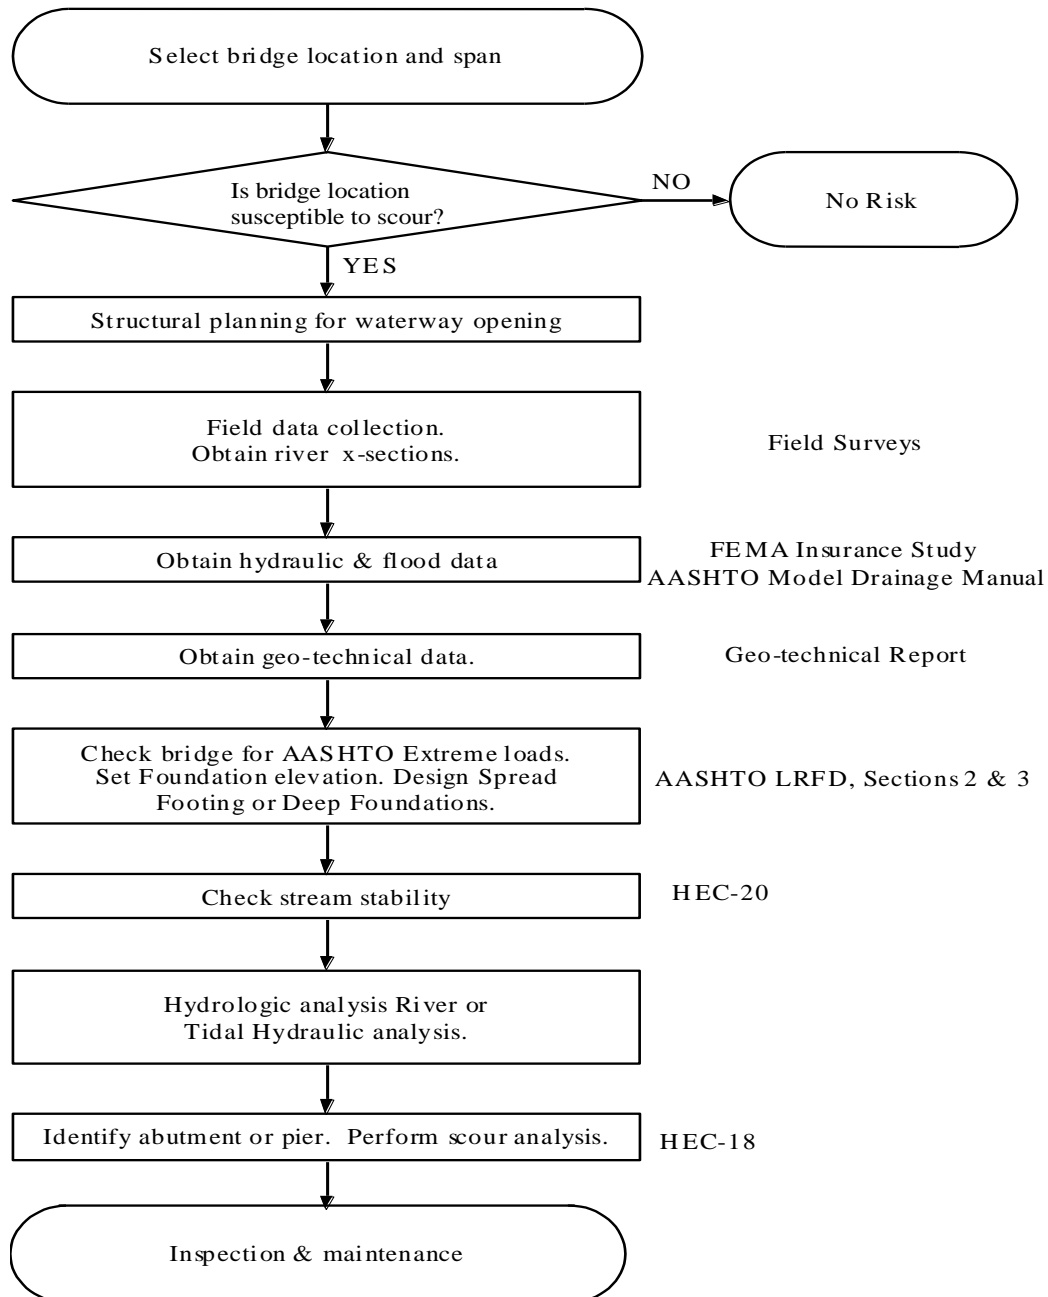 Select bridge location and span
Is bridge location
susceptible to scour?
NO
No Risk
YES
Structural planning for waterway opening
Field data collection.
Obtain river x-sections.
Field Surveys
Obtain hydraulic & flood data
FEMA Insurance Study
AASHTO Model Drainage Manual
Obtain geo-technical data.
Geo-technical Report
Check bridge for AASHTO Extreme loads.
Set Foundation elevation. Design Spread
Footing or Deep Foundations.
AASHTO LRFD, Sections 2 & 3
Check stream stability
HEC-20
Hydrologic analysis River or
Tidal Hydraulic analysis.
Identify abutment or pier. Perform scour analysis.
HEC-18
Inspection & maintenance